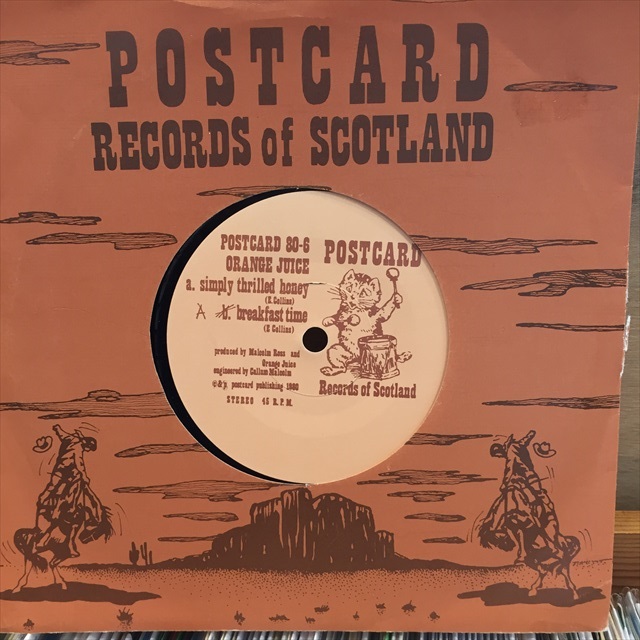 POSTCARD
RECORDS of SCOTLAND
POSTCARD 80-6
ORANGE JUICE
a. simply thrilled honey
(E. Collins)
A b. breakfast time
(E Collins)
produced by Malcolm Ross and
Orange Juice
engineered by Callum Malcolm
postcard publishing 1980
STEREO 45 R.P.M.
POSTCARD
Records of Scotland